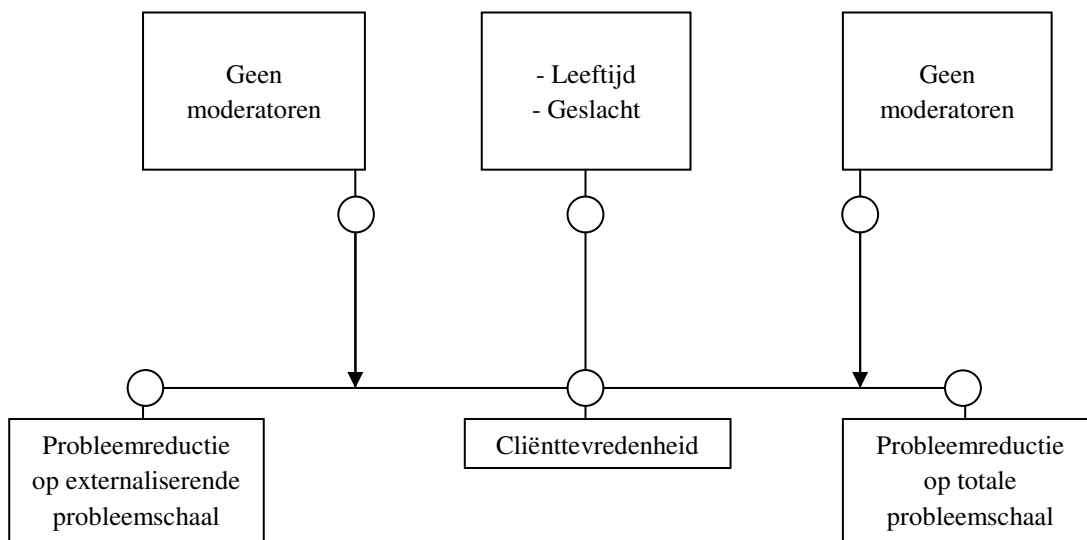 Geen
moderatoren
- Leeftijd
- Geslacht
Geen
moderatoren
Probleemreductie
op externaliserende
probleemschaal
Cliënttevredenheid
Probleemreductie
op totale
probleemschaal